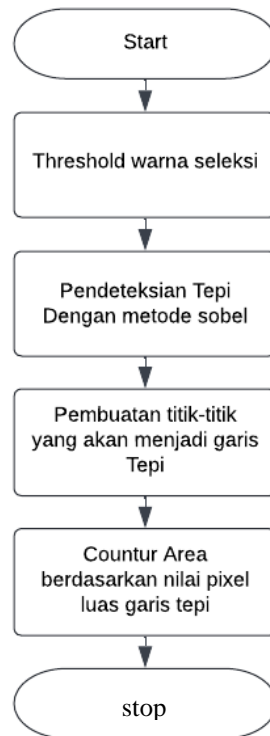 Start
Threshold warna seleksi
Pendeteksian Tepi
Dengan metode sobel
Pembuatan titik-titik
yang akan menjadi garis
Tepi
Countur Area
berdasarkan nilai pixel
luas garis tepi
stop